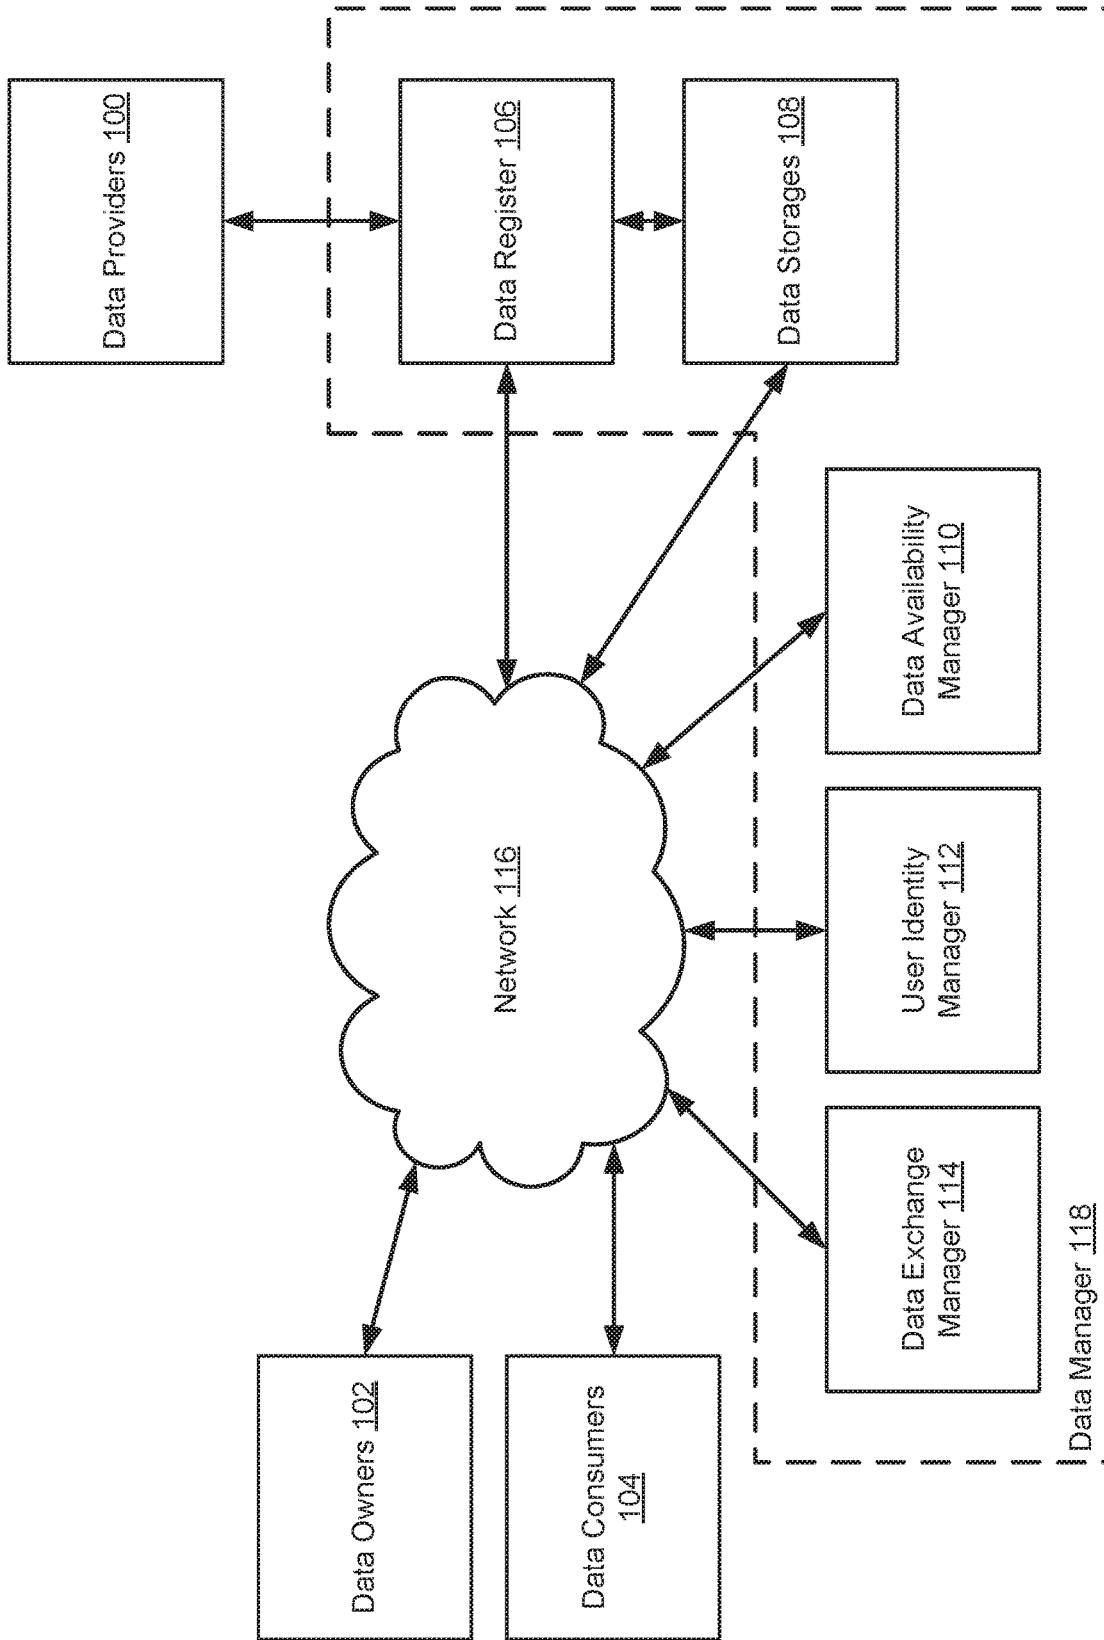 Data Providers 100
Data Owners 102
Network 116
Data Register 106
Data Consumers
104
Data Storages 108
Data Exchange
Manager 114
User Identity
Manager 112
Data Availability
Manager 110
Data Manager 118